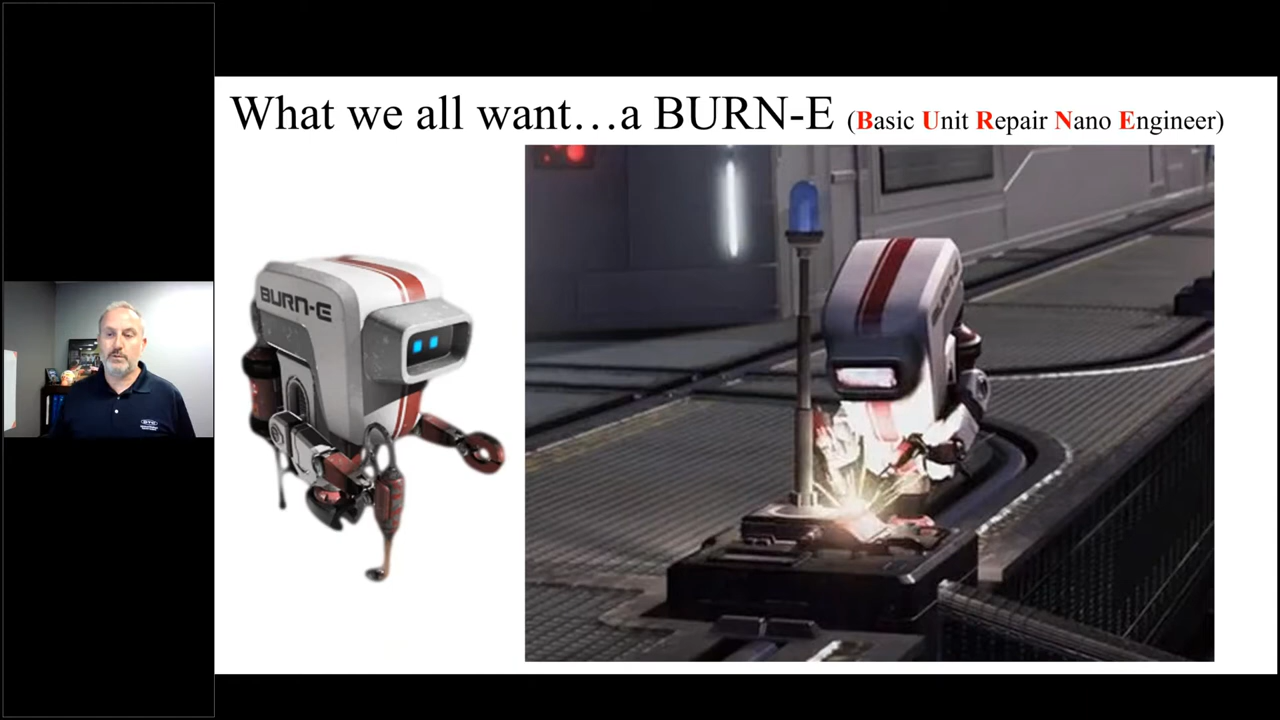 What we all want…a BURN-E (Basic Unit Repair Nano Engineer)
BURN-E